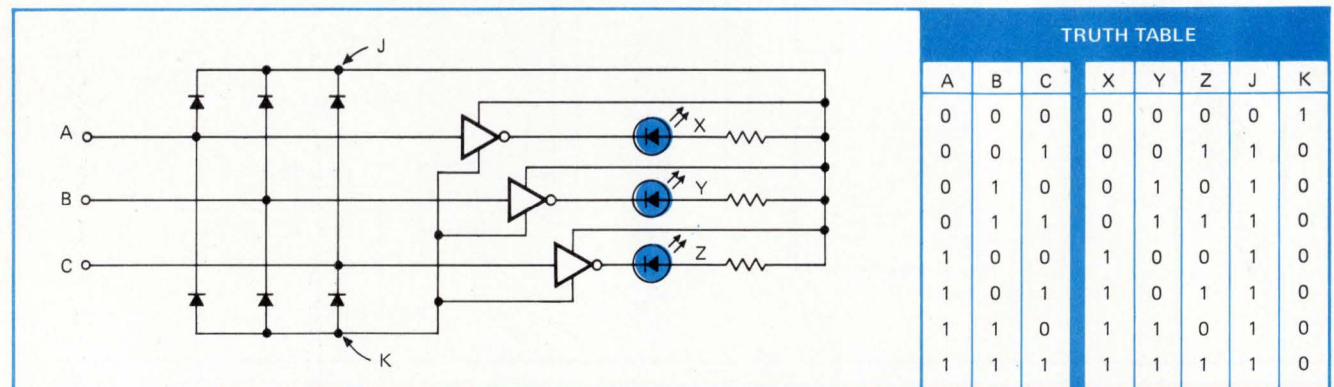 J
A
X
B
Y
C
Z
K
TRUTH TABLE
A B C X Y Z J K
0 0 0 0 0 0 0 1
0 0 1 0 0 1 1 0
0 1 0 0 1 0 1 0
0 1 1 0 1 1 1 0
1 0 0 1 0 0 1 0
1 0 1 1 0 1 1 0
1 1 0 1 1 0 1 0
1 1 1 1 1 1 1 0